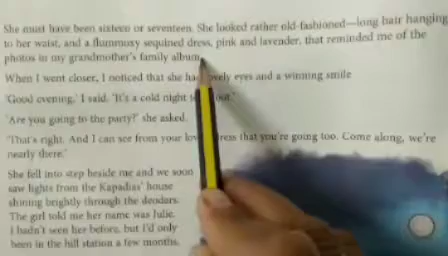 She must have been sixteen or seventeen. She looked rather old-fashioned—long hair hanging
to her waist, and a flummoxy sequined dress, pink and lavender, that reminded me of the
photos in my grandmother's family album.
When I went closer, I noticed that she had lovely eyes and a winning smile
'Good evening,' I said. 'It's a cold night to out.'
'Are you going to the party?' she asked.
'That's right. And I can see from your dress that you're going too. Come along, we're
nearly there.'
She fell into step beside me and we soon
saw lights from the Kapadias' house
shining brightly through the deodars.
The girl told me her name was Julie.
I hadn't seen her before, but I'd only
been in the hill station a few months.